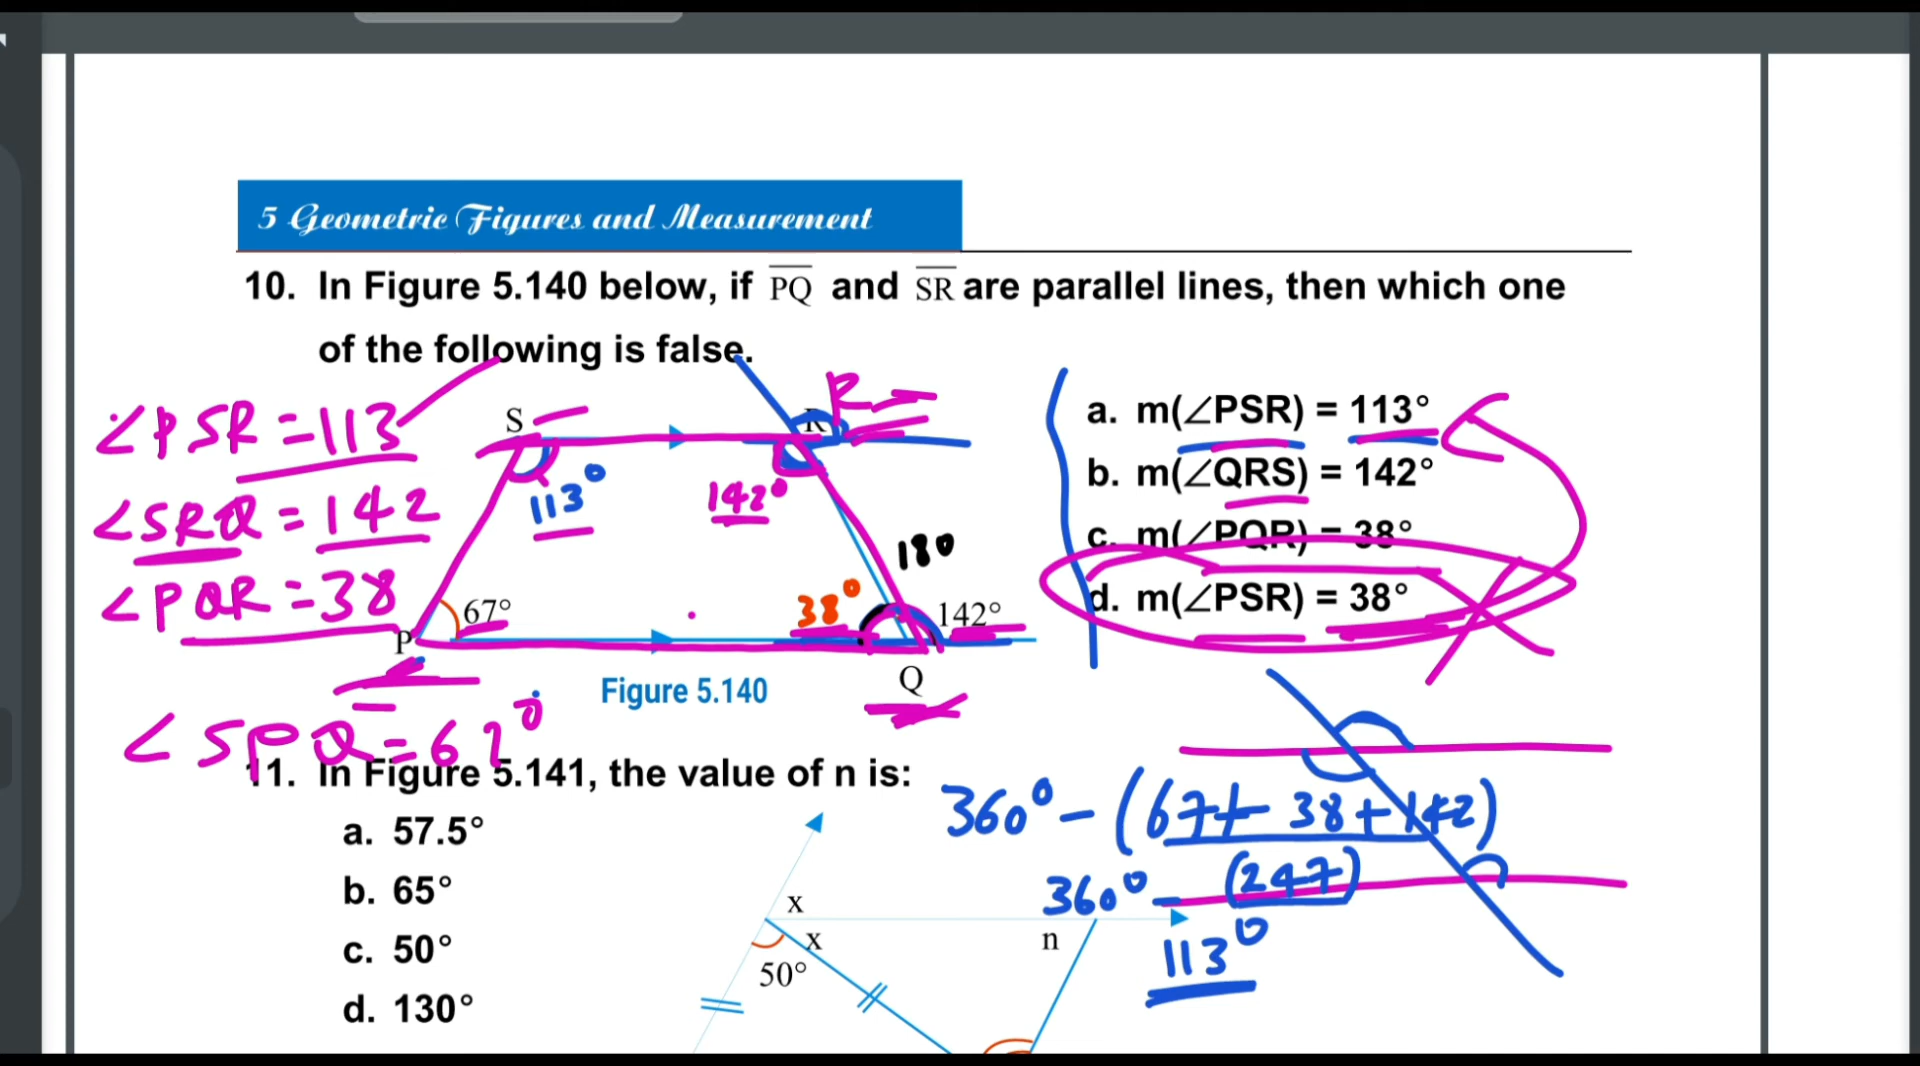 5 Geometric Figures and Measurement
10. In Figure 5.140 below, if PQ and SR are parallel lines, then which one
of the following is false.
∠PSR = 113
∠SRQ = 142
∠PQR = 38
∠SPQ = 67°
S
R
R
113°
142°
180
67°
38°
142°
P
Q
Figure 5.140
a. m(∠PSR) = 113°
b. m(∠QRS) = 142°
c. m(∠PQR) = 38°
d. m(∠PSR) = 38°
360° - (67 + 38 + 142)
360° - (247)
113°
11. In Figure 5.141, the value of n is:
a. 57.5°
b. 65°
c. 50°
d. 130°
x
x
50°
n